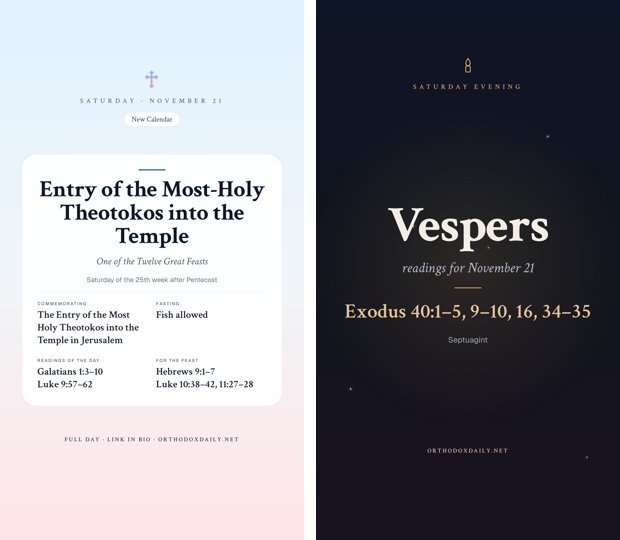 SATURDAY · NOVEMBER 21
New Calendar
Entry of the Most-Holy
Theotokos into the
Temple
One of the Twelve Great Feasts
Saturday of the 25th week after Pentecost
COMMEMORATING
The Entry of the Most
Holy Theotokos into the
Temple in Jerusalem
FASTING
Fish allowed
READINGS OF THE DAY
Galatians 1:3–10
Luke 9:57–62
FOR THE FEAST
Hebrews 9:1–7
Luke 10:38–42, 11:27–28
FULL DAY · LINK IN BIO · ORTHODOXDAILY.NET
SATURDAY EVENING
Vespers
readings for November 21
Exodus 40:1–5, 9–10, 16, 34–35
Septuagint
ORTHODOXDAILY.NET